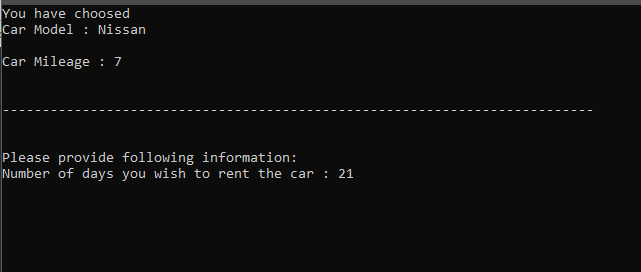 You have choosed
Car Model : Nissan
Car Mileage : 7
--------------------------------------------------------------------------
Please provide following information:
Number of days you wish to rent the car : 21